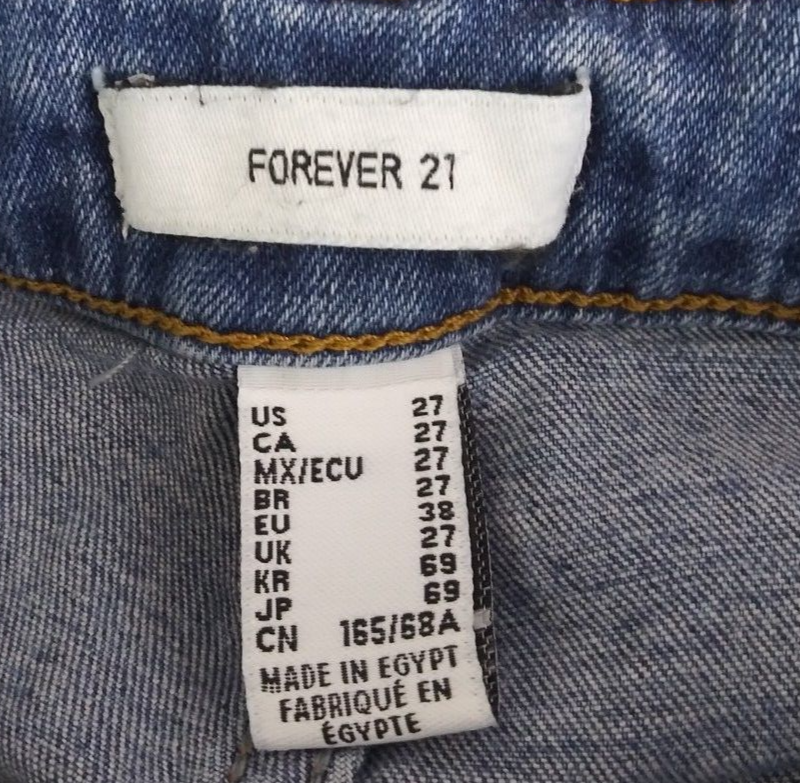 FOREVER 21
US 27
CA 27
MX/ECU 27
BR 27
EU 38
UK 27
KR 69
JP 69
CN 165/68A
MADE IN EGYPT
FABRIQUÉ EN
ÉGYPTE